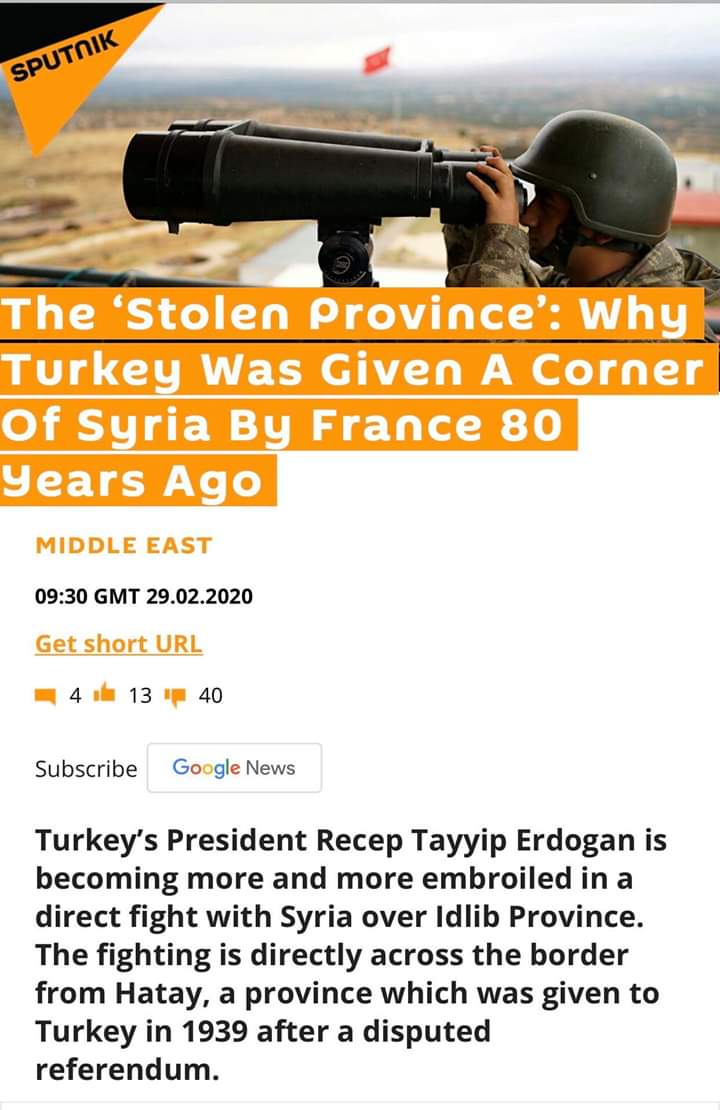 SPUTNIK
The ‘Stolen Province’: Why
Turkey Was Given A Corner
Of Syria By France 80
Years Ago
MIDDLE EAST
09:30 GMT 29.02.2020
Get short URL
4 13 40
Subscribe Google News
Turkey’s President Recep Tayyip Erdogan is
becoming more and more embroiled in a
direct fight with Syria over Idlib Province.
The fighting is directly across the border
from Hatay, a province which was given to
Turkey in 1939 after a disputed
referendum.